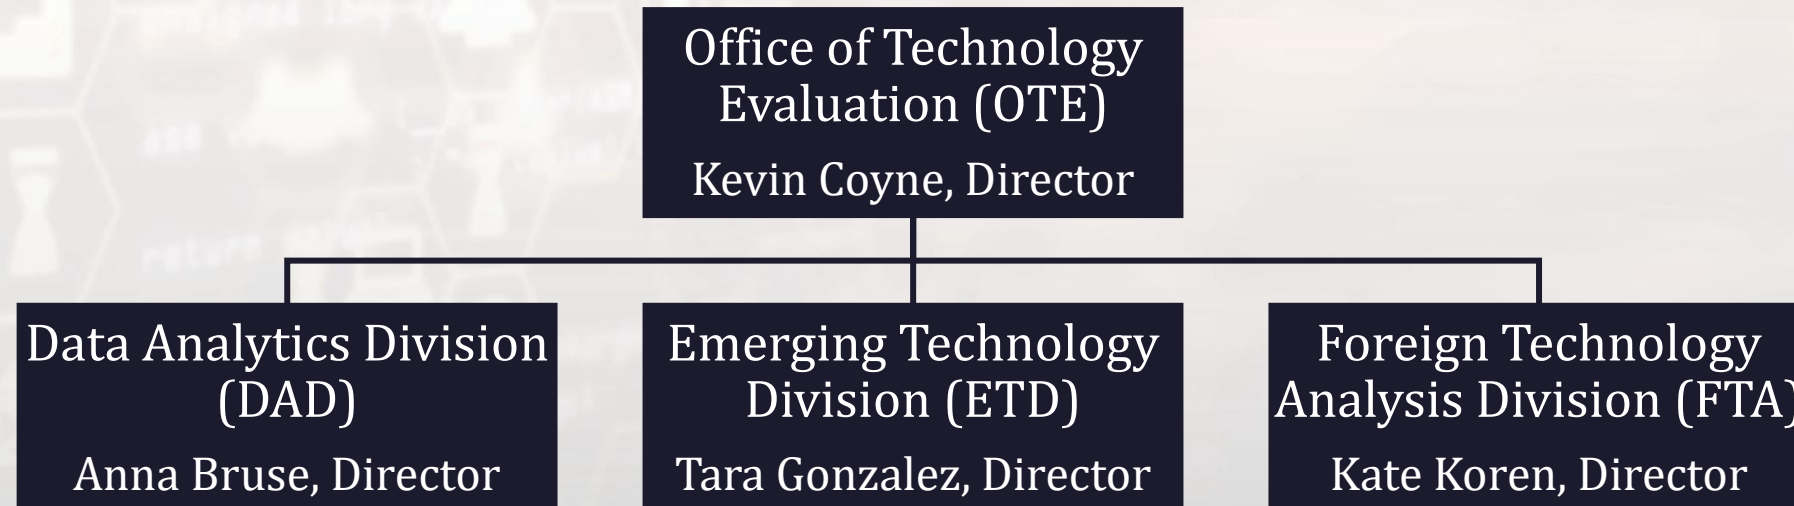 Office of Technology
Evaluation (OTE)
Kevin Coyne, Director
Data Analytics Division
(DAD)
Anna Bruse, Director
Emerging Technology
Division (ETD)
Tara Gonzalez, Director
Foreign Technology
Analysis Division (FTA)
Kate Koren, Director
return